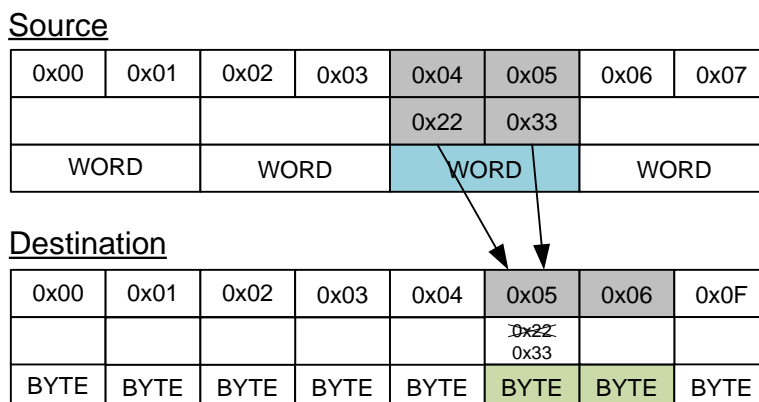 Source
0x00 0x01 0x02 0x03 0x04 0x05 0x06 0x07
0x22 0x33
WORD WORD WORD WORD
Destination
0x00 0x01 0x02 0x03 0x04 0x05 0x06 0x0F
0x22
0x33
BYTE BYTE BYTE BYTE BYTE BYTE BYTE BYTE